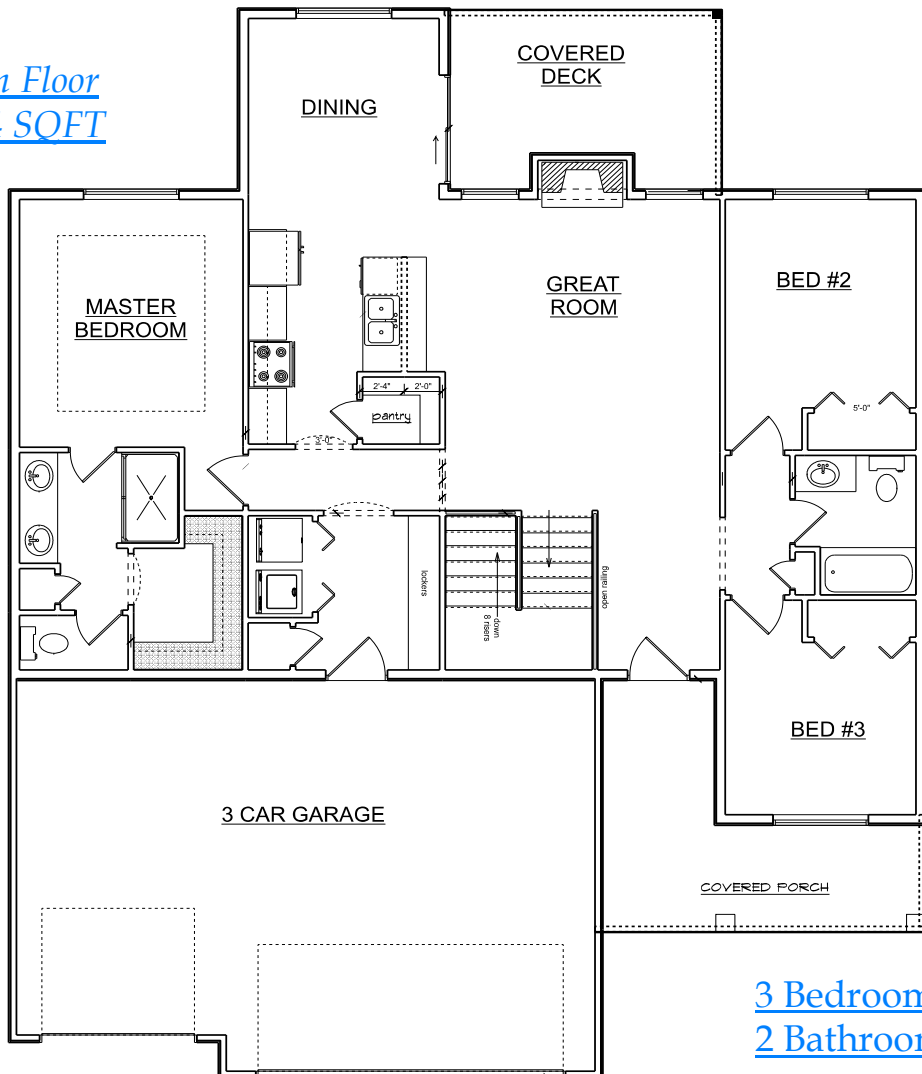 Floor
SQFT
COVERED
DECK
DINING
MASTER
BEDROOM
GREAT
ROOM
BED #2
2'-4" 2'-0"
pantry
5'-0"
3'-0"
lockers
down
8 risers
open railing
BED #3
3 CAR GARAGE
COVERED PORCH
3 Bedroom
2 Bathroom